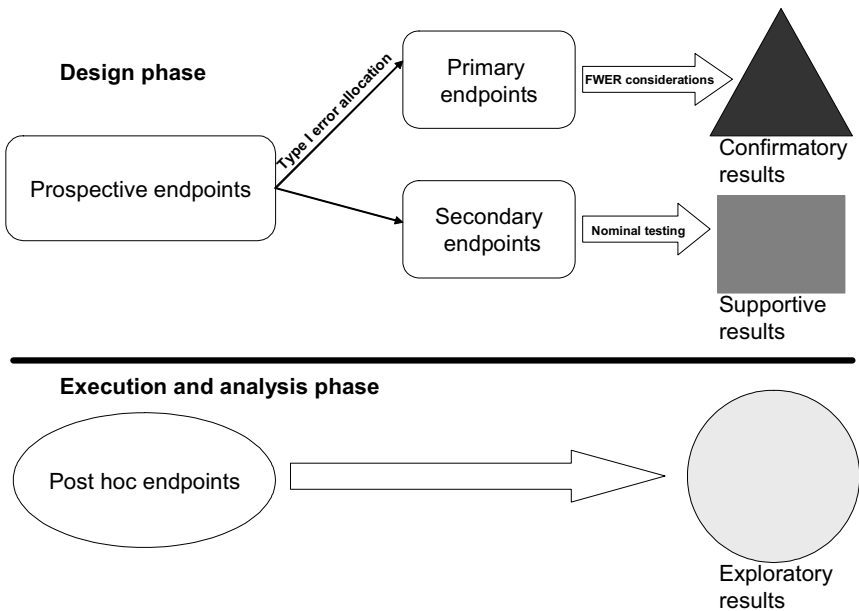 Design phase
Prospective endpoints
Type I error allocation
Primary
endpoints
FWER considerations
Confirmatory
results
Secondary
endpoints
Nominal testing
Supportive
results
Execution and analysis phase
Post hoc endpoints
Exploratory
results